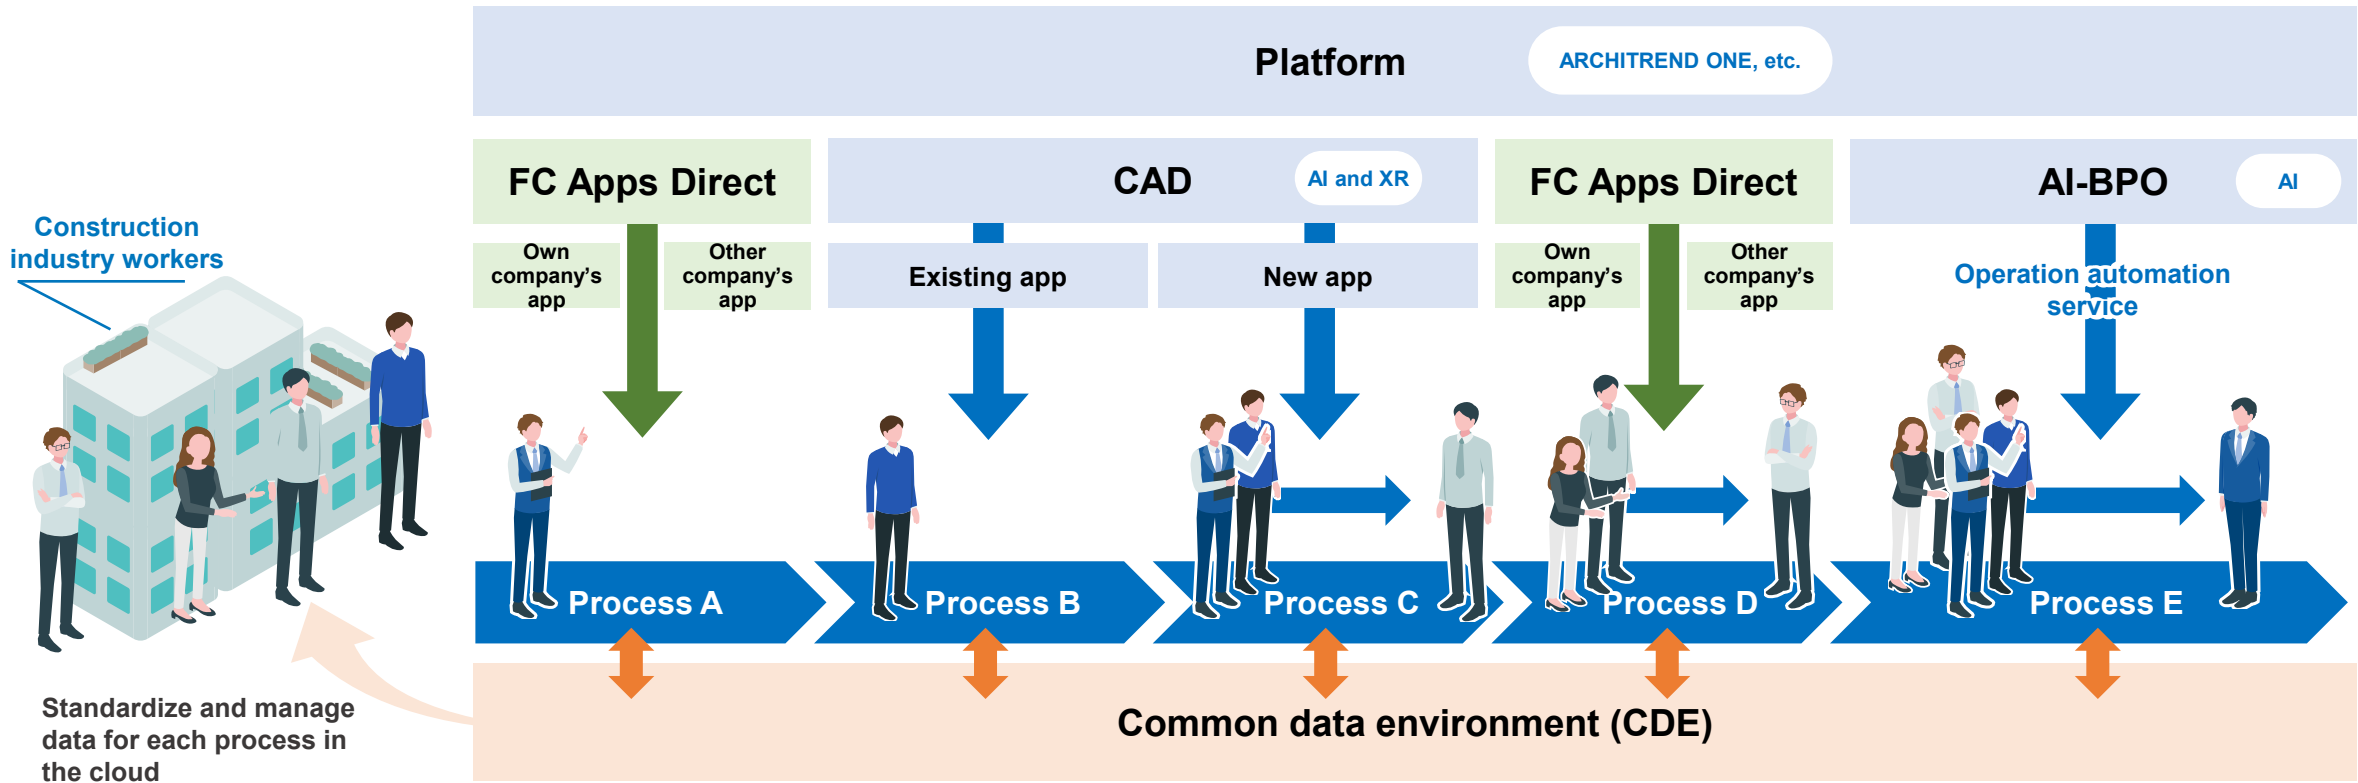 Platform
ARCHITREND ONE, etc.
FC Apps Direct
CAD
AI and XR
FC Apps Direct
AI-BPO
AI
Construction
industry workers
Own
company’s
app
Other
company’s
app
Existing app
New app
Own
company’s
app
Other
company’s
app
Operation automation
service
Process A
Process B
Process C
Process D
Process E
Standardize and manage
data for each process in
the cloud
Common data environment (CDE)